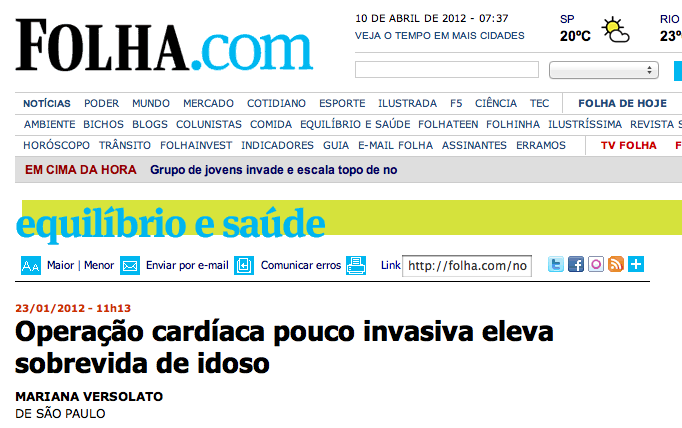 FOLHA.com
10 DE ABRIL DE 2012 - 07:37
VEJA O TEMPO EM MAIS CIDADES
SP
20ºC
RIO
23º
NOTÍCIAS PODER MUNDO MERCADO COTIDIANO ESPORTE ILUSTRADA F5 CIÊNCIA TEC FOLHA DE HOJE
AMBIENTE BICHOS BLOGS COLUNISTAS COMIDA EQUILÍBRIO E SAÚDE FOLHATEEN FOLHINHA ILUSTRÍSSIMA REVISTA S
HORÓSCOPO TRÂNSITO FOLHAINVEST INDICADORES GUIA E-MAIL FOLHA ASSINANTES ERRAMOS TV FOLHA F
EM CIMA DA HORA Grupo de jovens invade e escala topo de no
equilíbrio e saúde
AA Maior | Menor Enviar por e-mail Comunicar erros Link http://folha.com/no
23/01/2012 - 11h13
Operação cardíaca pouco invasiva eleva
sobrevida de idoso
MARIANA VERSOLATO
DE SÃO PAULO